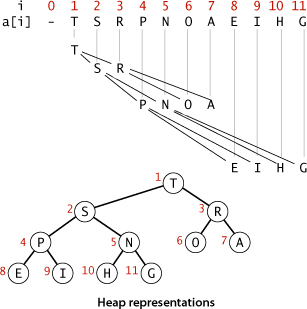 i 0 1 2 3 4 5 6 7 8 9 10 11
a[i] - T S R P N O A E I H G
T
S R
P N O A
E I H G
1 T
2 S 3 R
4 P 5 N 6 O 7 A
8 E 9 I 10 H 11 G
Heap representations